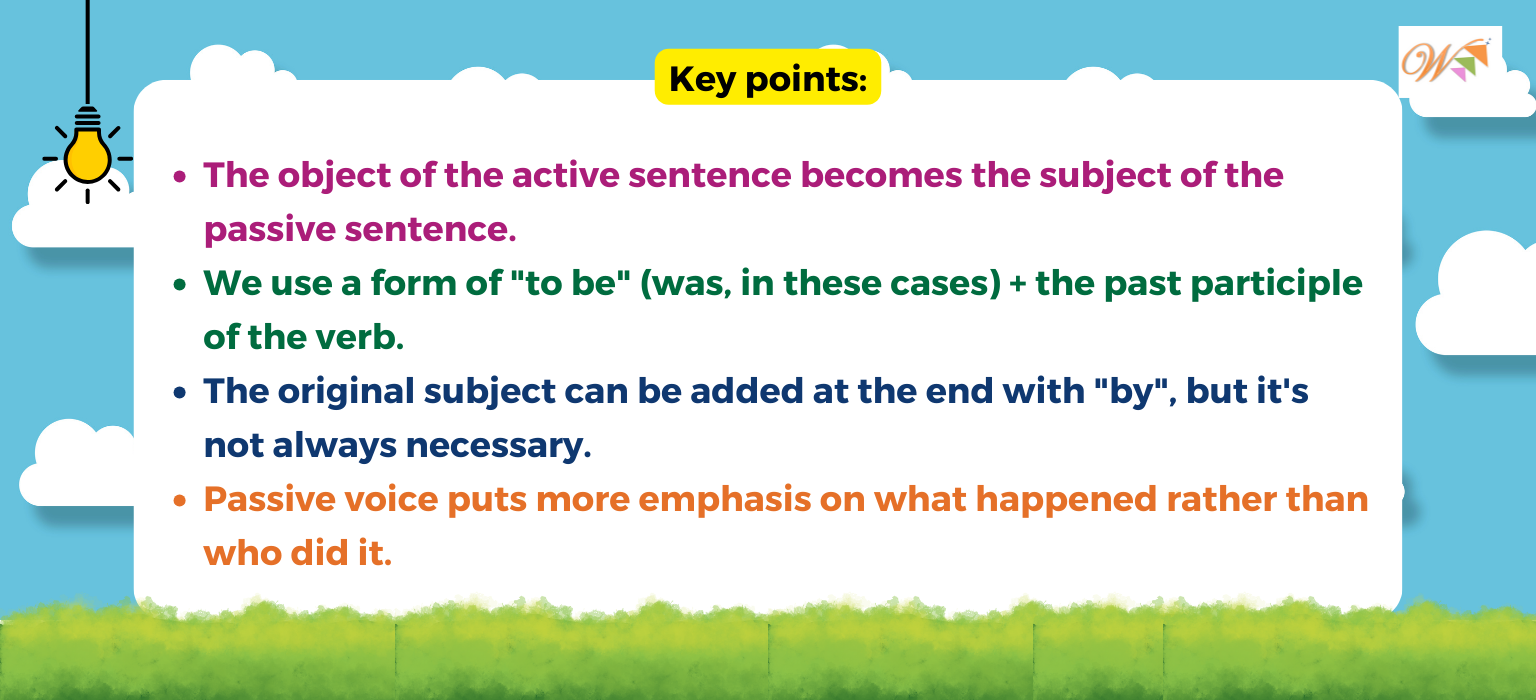 Key points:
W
• The object of the active sentence becomes the subject of the
passive sentence.
• We use a form of "to be" (was, in these cases) + the past participle
of the verb.
• The original subject can be added at the end with "by", but it's
not always necessary.
• Passive voice puts more emphasis on what happened rather than
who did it.